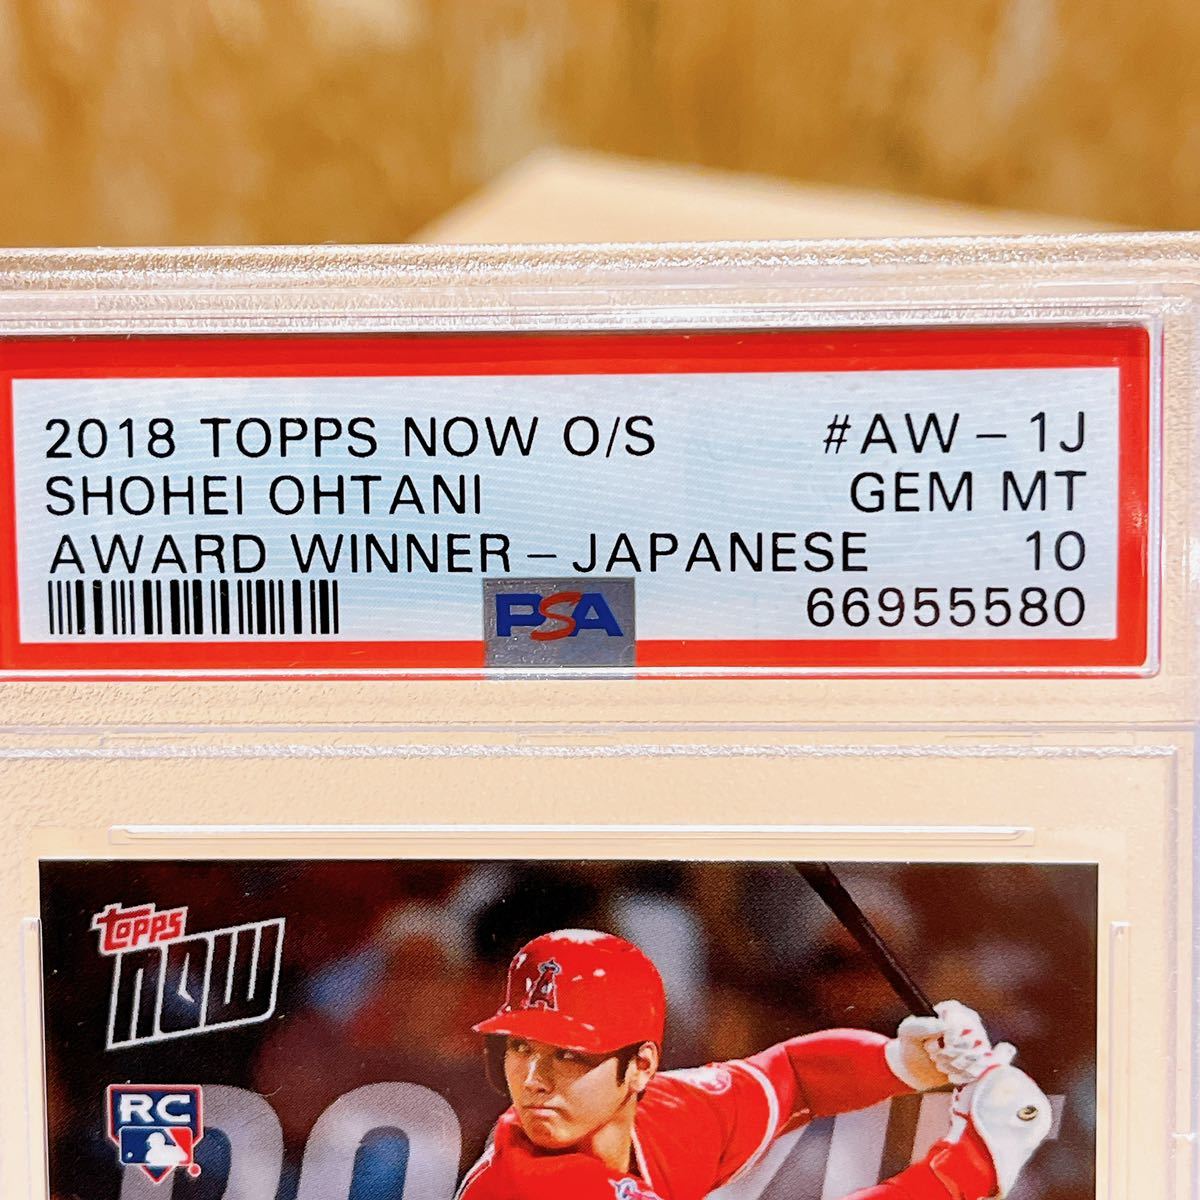 2018 TOPPS NOW O/S #AW-1J
SHOHEI OHTANI GEM MT
AWARD WINNER-JAPANESE 10
PSA 66955580
TOPPS
NOW
A
RC